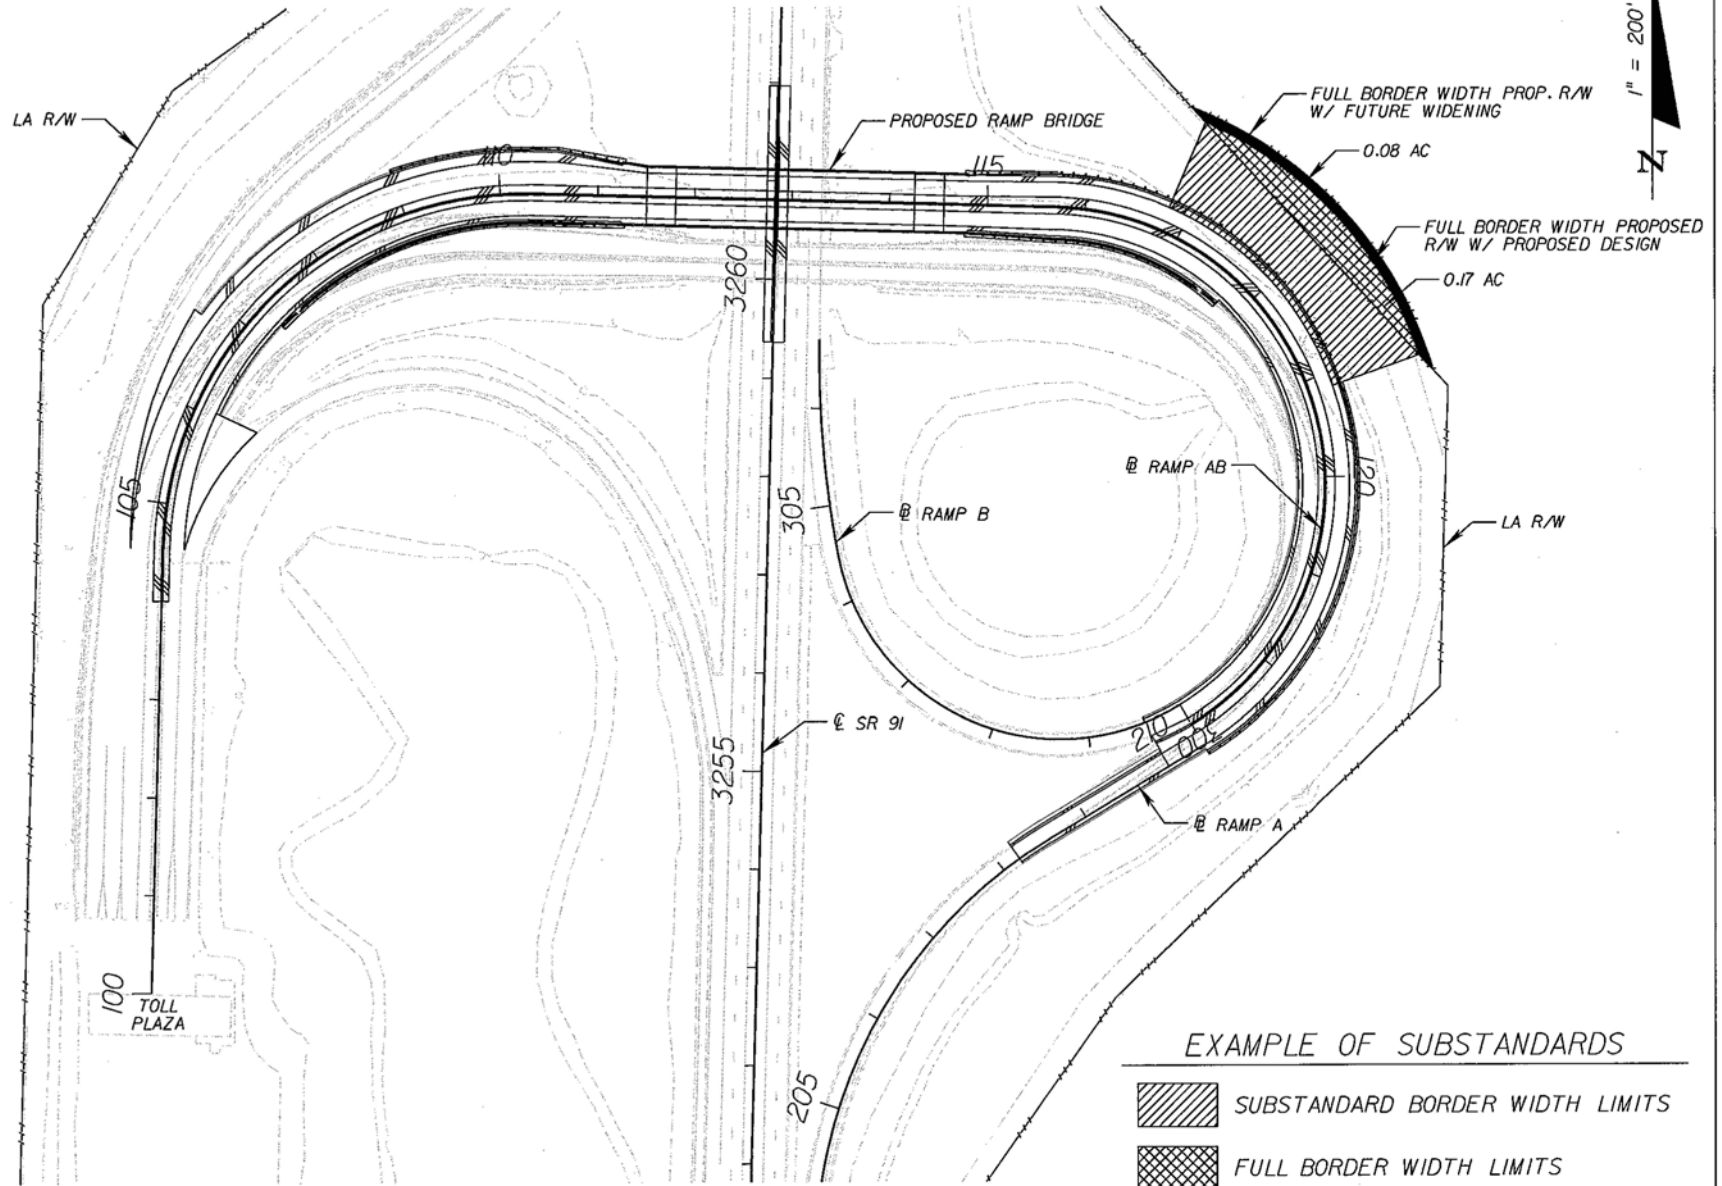 1" = 200'
N
FULL BORDER WIDTH PROP. R/W
W/ FUTURE WIDENING
LA R/W
PROPOSED RAMP BRIDGE
0.08 AC
110
115
FULL BORDER WIDTH PROPOSED
R/W W/ PROPOSED DESIGN
0.17 AC
3260
105
305
℄ RAMP B
RAMP AB
120
LA R/W
℄ SR 91
3255
210
300
RAMP A
100
TOLL
PLAZA
205
EXAMPLE OF SUBSTANDARDS
SUBSTANDARD BORDER WIDTH LIMITS
FULL BORDER WIDTH LIMITS